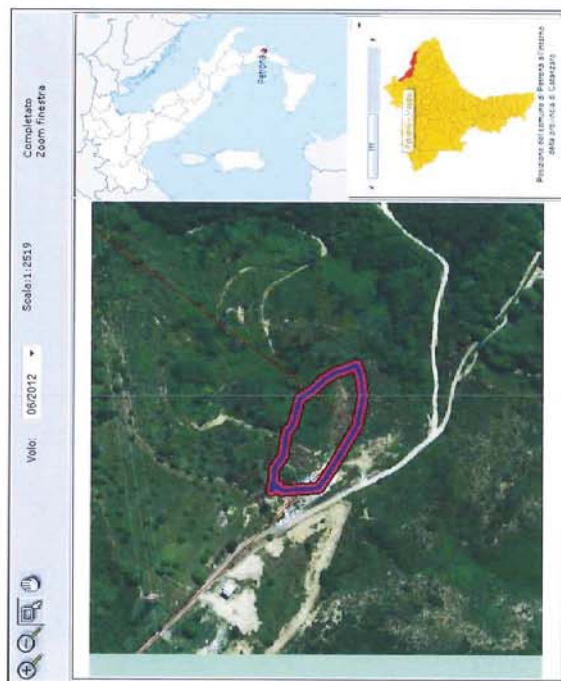 Volo: 06/2012
Scala:1:2519
Completato
Zoom finestra
Petronà
Posizione del comune di Petronà all'interno
della provincia di Catanzaro